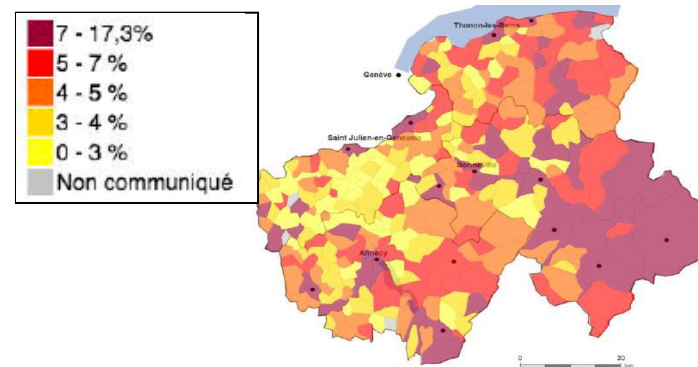 7 - 17,3%
5 - 7 %
4 - 5 %
3 - 4 %
0 - 3 %
Non communiqué
Thonon-les-Bains
Genève
Saint Julien-en-Genevois
Bonneville
Annecy
0 20
km